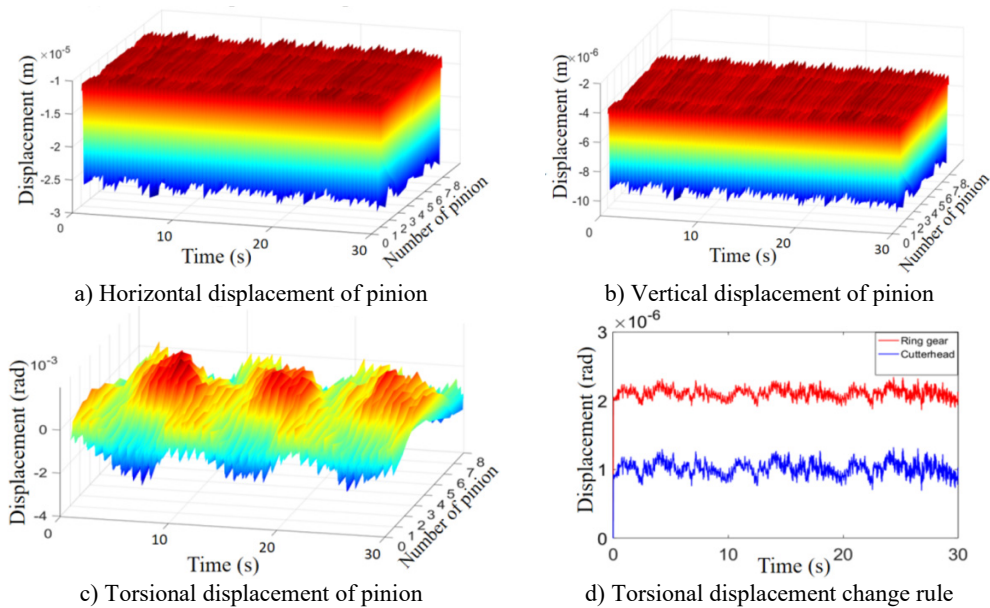 ×10⁻⁵
Displacement (m)
-1
-1.5
-2
-2.5
-3
0
10
20
30
Time (s)
0 1 2 3 4 5 6 7 8
Number of pinion
a) Horizontal displacement of pinion
×10⁻⁶
Displacement (m)
-2
-4
-6
-8
-10
0
10
20
30
Time (s)
0 1 2 3 4 5 6 7 8
Number of pinion
b) Vertical displacement of pinion
10⁻³
Displacement (rad)
0
-2
-4
0
10
20
30
Time (s)
0 1 2 3 4 5 6 7 8
Number of pinion
c) Torsional displacement of pinion
×10⁻⁶
Displacement (rad)
3
2
1
0
0
10
20
30
Time (s)
Ring gear
Cutterhead
d) Torsional displacement change rule